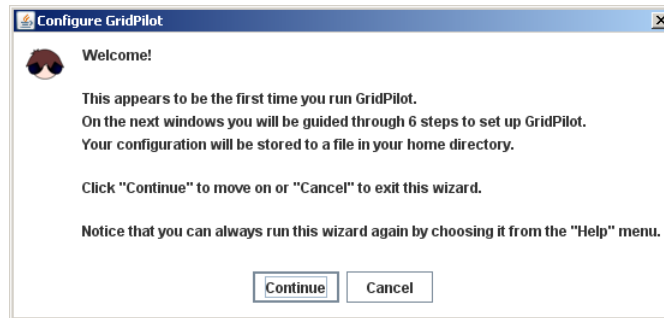 Configure GridPilot
Welcome!
This appears to be the first time you run GridPilot.
On the next windows you will be guided through 6 steps to set up GridPilot.
Your configuration will be stored to a file in your home directory.
Click "Continue" to move on or "Cancel" to exit this wizard.
Notice that you can always run this wizard again by choosing it from the "Help" menu.
Continue Cancel